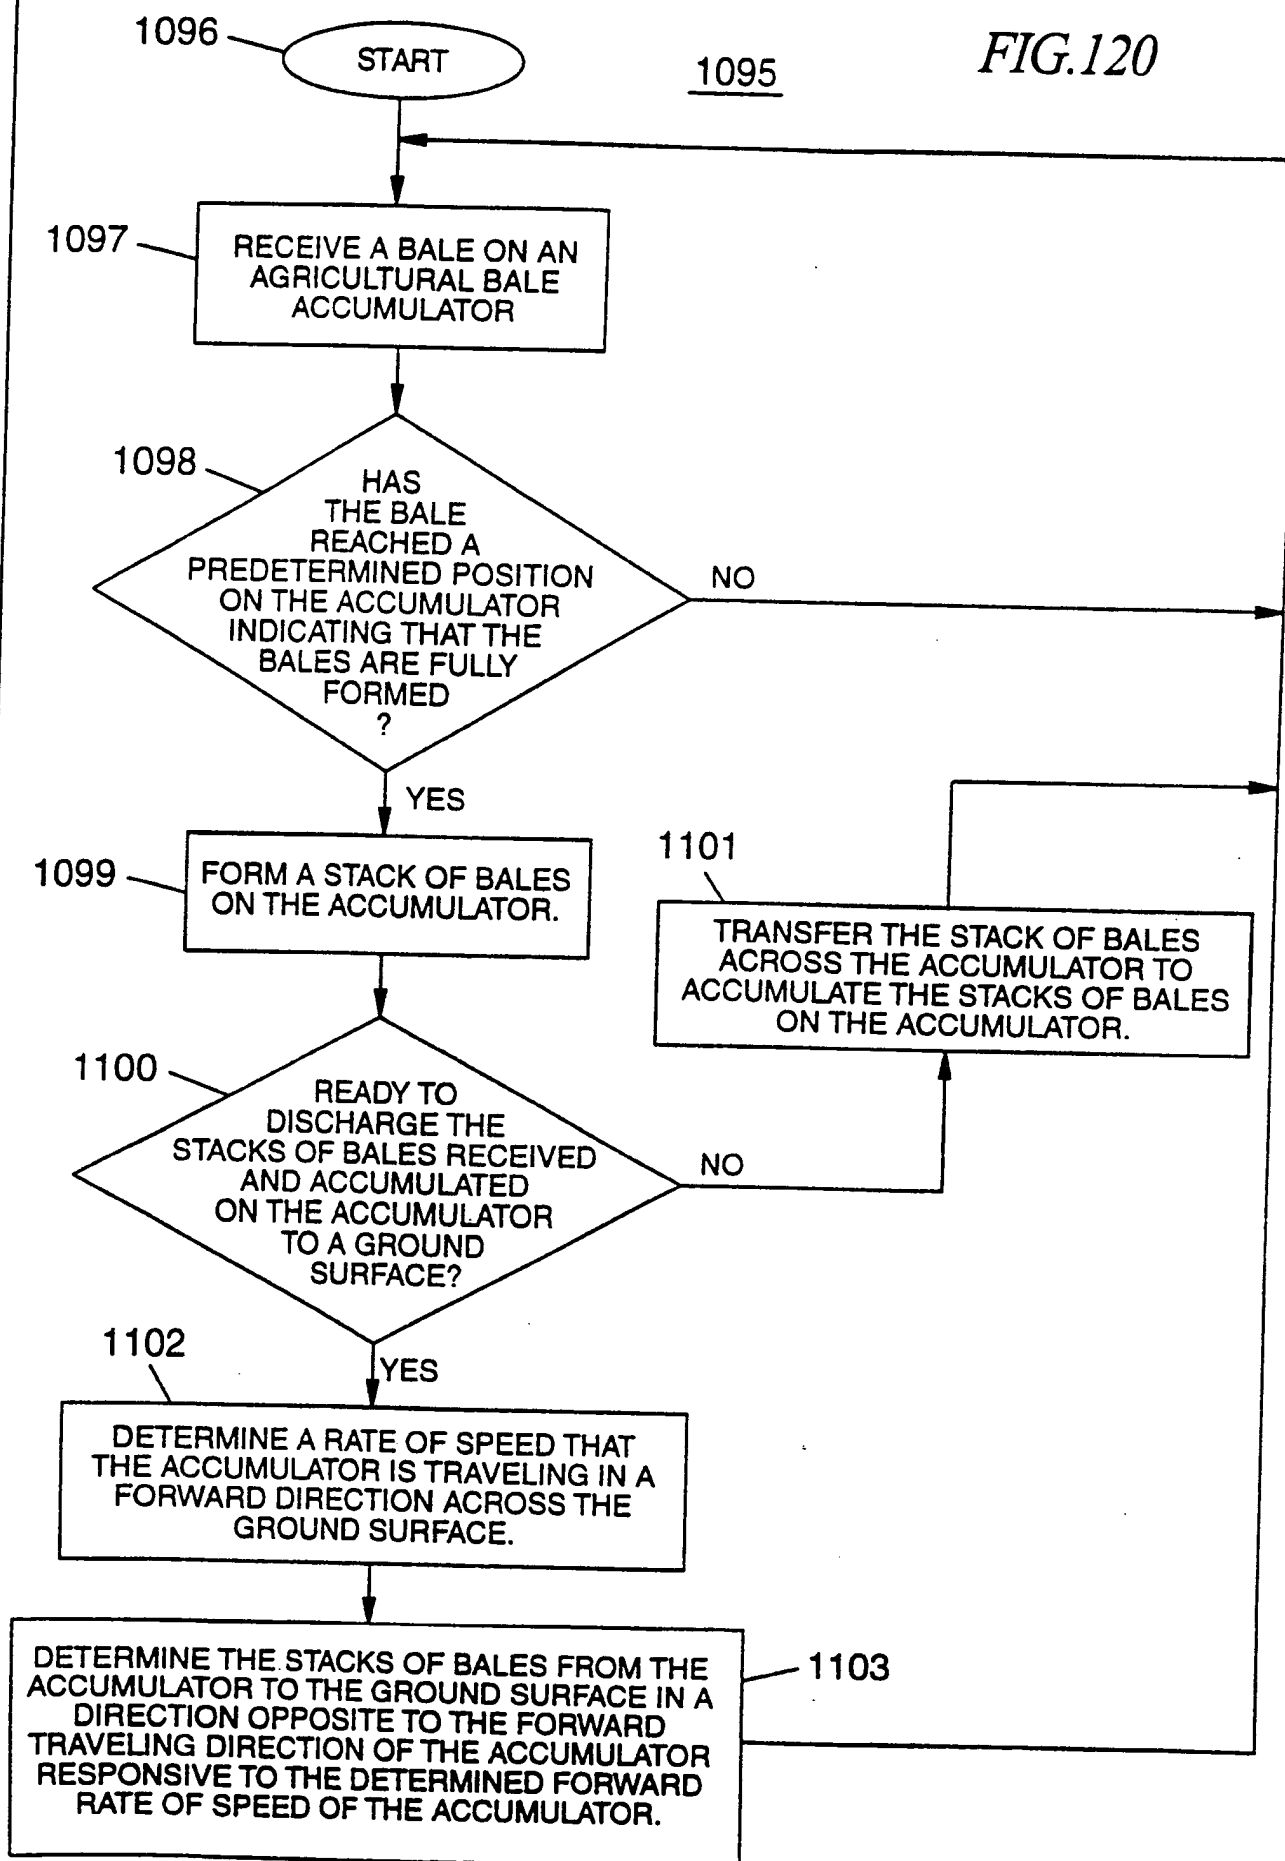 FIG.120
1095
1096
START
1097
RECEIVE A BALE ON AN
AGRICULTURAL BALE
ACCUMULATOR
1098
HAS
THE BALE
REACHED A
PREDETERMINED POSITION
ON THE ACCUMULATOR
INDICATING THAT THE
BALES ARE FULLY
FORMED
?
NO
YES
1099
FORM A STACK OF BALES
ON THE ACCUMULATOR.
1101
TRANSFER THE STACK OF BALES
ACROSS THE ACCUMULATOR TO
ACCUMULATE THE STACKS OF BALES
ON THE ACCUMULATOR.
1100
READY TO
DISCHARGE THE
STACKS OF BALES RECEIVED
AND ACCUMULATED
ON THE ACCUMULATOR
TO A GROUND
SURFACE?
NO
YES
1102
DETERMINE A RATE OF SPEED THAT
THE ACCUMULATOR IS TRAVELING IN A
FORWARD DIRECTION ACROSS THE
GROUND SURFACE.
1103
DETERMINE THE STACKS OF BALES FROM THE
ACCUMULATOR TO THE GROUND SURFACE IN A
DIRECTION OPPOSITE TO THE FORWARD
TRAVELING DIRECTION OF THE ACCUMULATOR
RESPONSIVE TO THE DETERMINED FORWARD
RATE OF SPEED OF THE ACCUMULATOR.